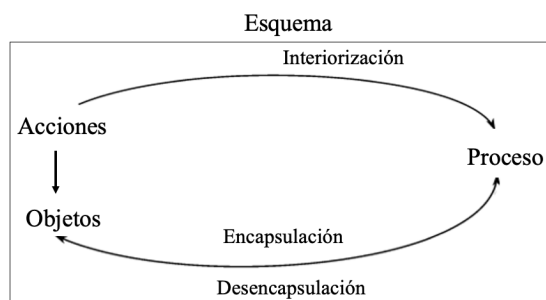 Esquema
Interiorización
Acciones
Proceso
Objetos
Encapsulación
Desencapsulación